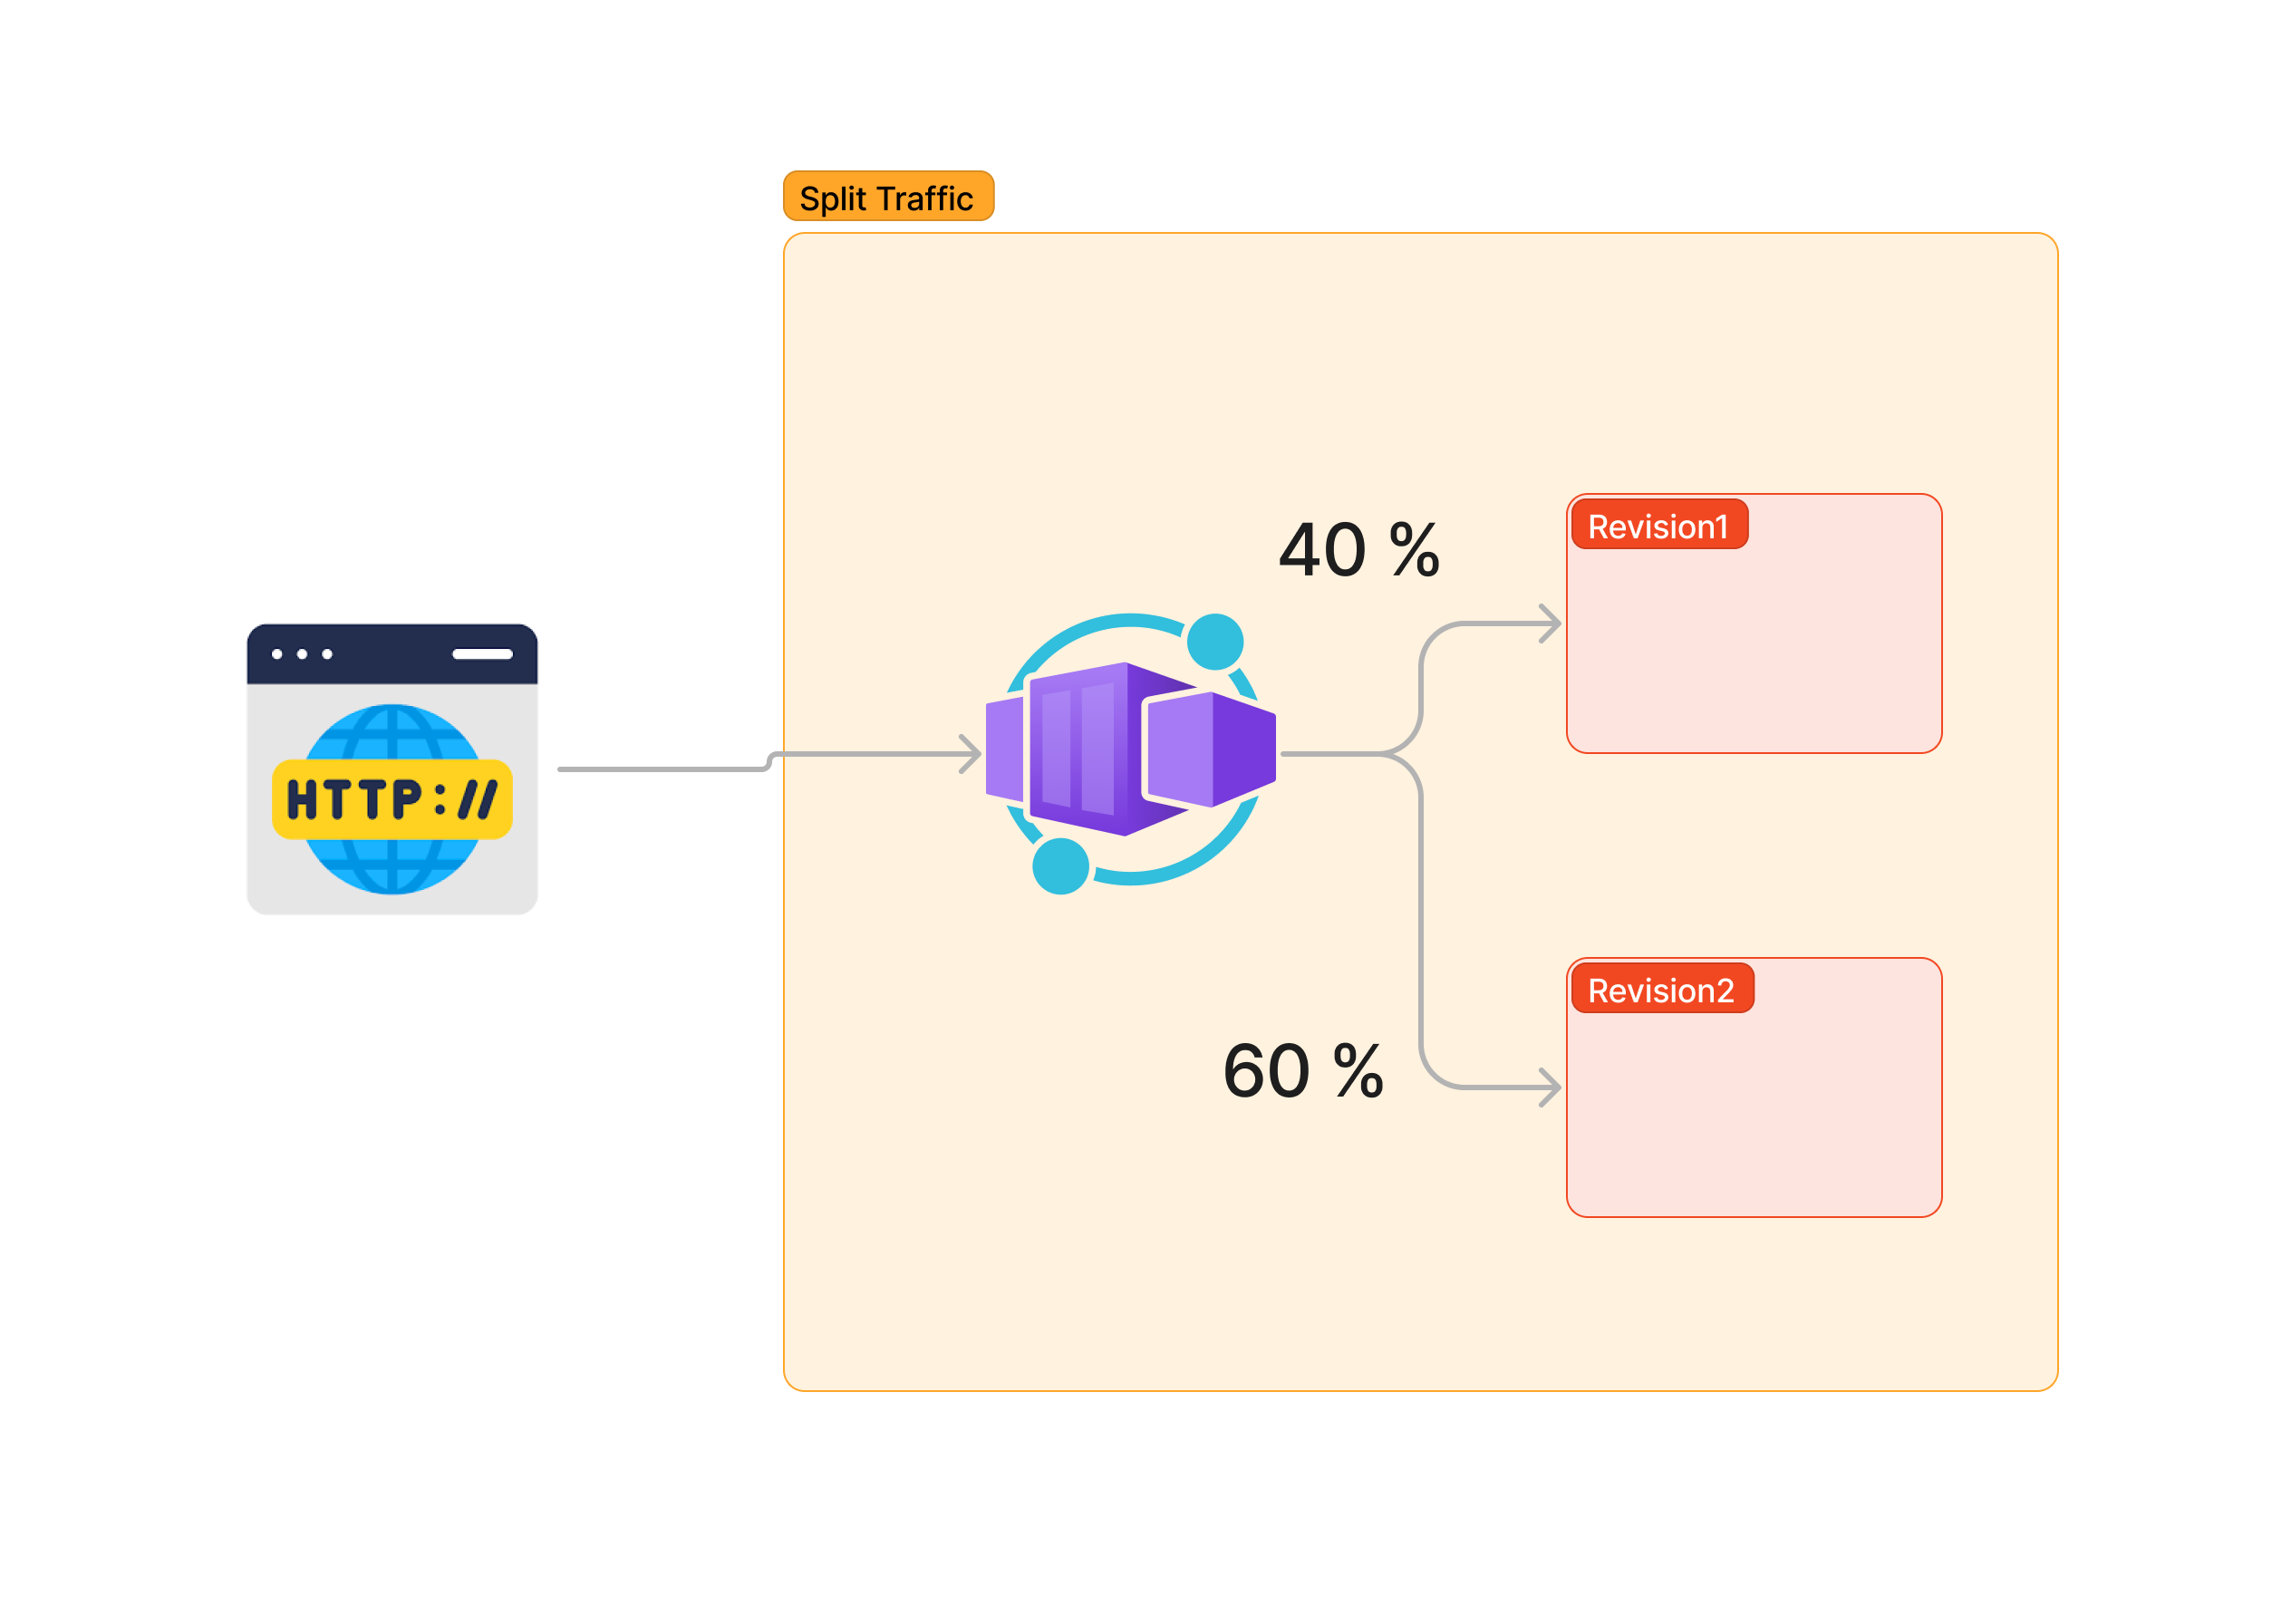 Split Traffic
40 %
Revision1
HTTP://
Revision2
60 %